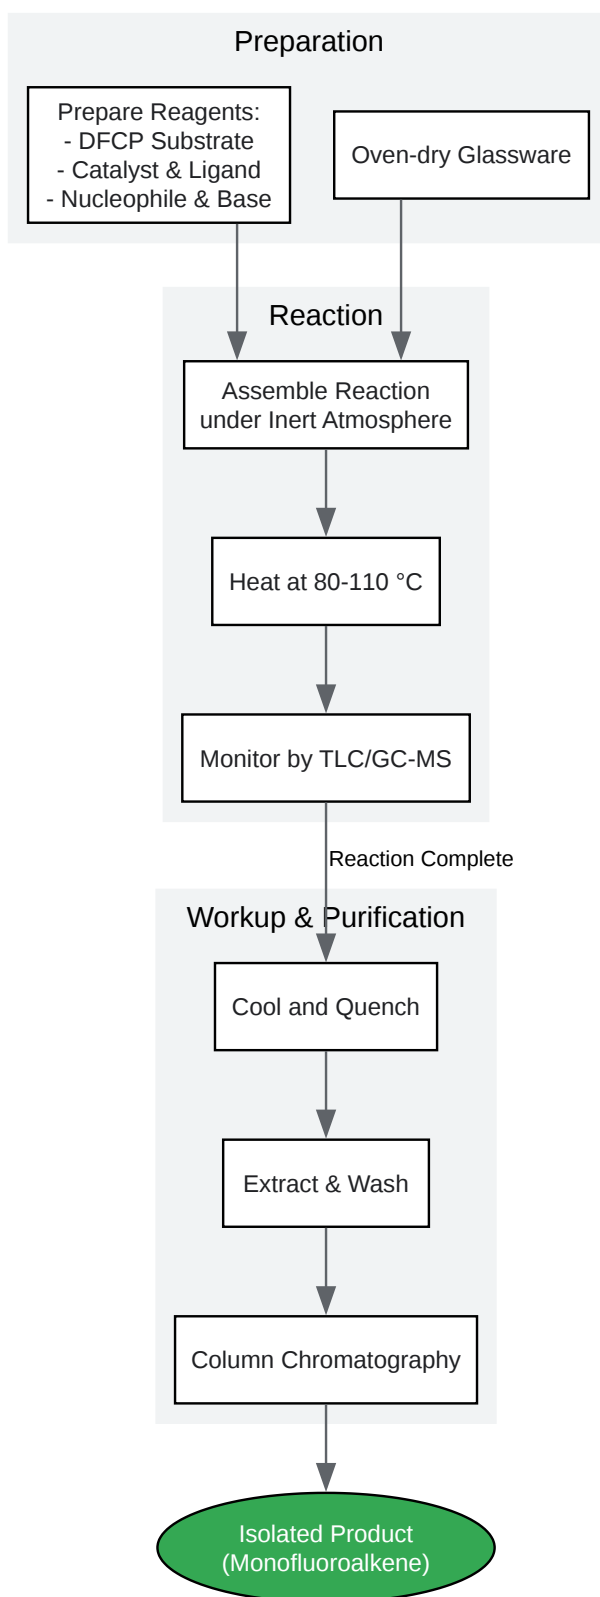 Preparation
Prepare Reagents:
- DFCP Substrate
- Catalyst & Ligand
- Nucleophile & Base
Oven-dry Glassware
Reaction
Assemble Reaction
under Inert Atmosphere
Heat at 80-110 °C
Monitor by TLC/GC-MS
Reaction Complete
Workup & Purification
Cool and Quench
Extract & Wash
Column Chromatography
Isolated Product
(Monofluoroalkene)